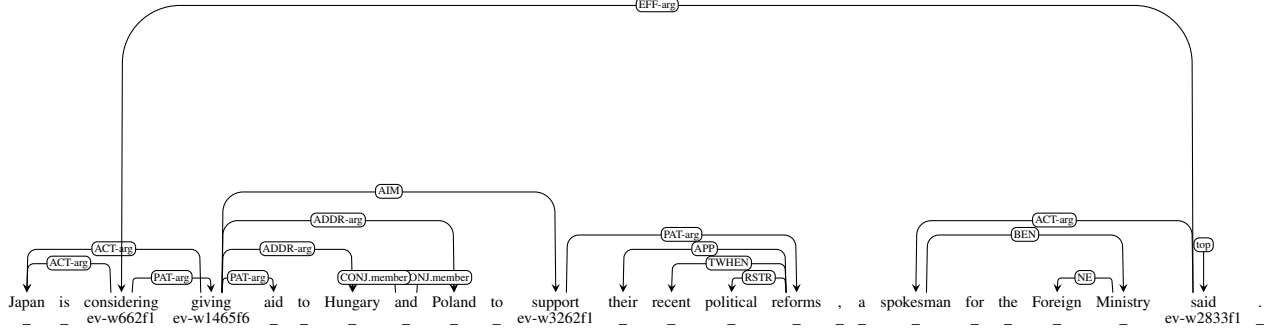 EFF-arg
AIM
ADDR-arg
ACT-arg
PAT-arg
BEN
ACT-arg ADDR-arg APP top
ACT-arg TWHEN
PAT-arg PAT-arg CONJ.member ONJ.member RSTR NE
Japan is considering giving aid to Hungary and Poland to support their recent political reforms , a spokesman for the Foreign Ministry said .
_ _ ev-w662f1 ev-w1465f6 _ _ _ _ _ _ ev-w3262f1 _ _ _ _ _ _ _ _ _ _ _ ev-w2833f1 _